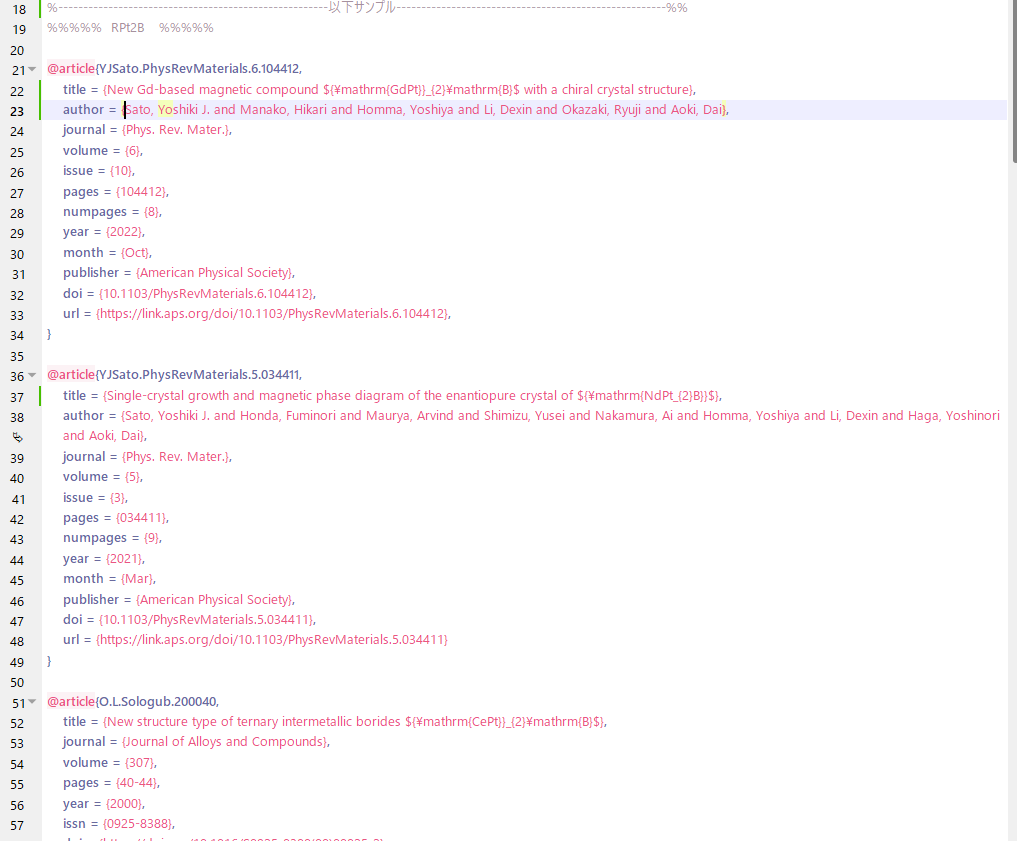 18 %------------------------------------------------以下サンプル------------------------------------------------%%
19 %%%%% RPt2B %%%%%
20
21 @article{YJSato.PhysRevMaterials.6.104412,
22 title = {New Gd-based magnetic compound ${¥mathrm{GdPt}}_{2}¥mathrm{B}$ with a chiral crystal structure},
23 author = {Sato, Yoshiki J. and Manako, Hikari and Homma, Yoshiya and Li, Dexin and Okazaki, Ryuji and Aoki, Dai},
24 journal = {Phys. Rev. Mater.},
25 volume = {6},
26 issue = {10},
27 pages = {104412},
28 numpages = {8},
29 year = {2022},
30 month = {Oct},
31 publisher = {American Physical Society},
32 doi = {10.1103/PhysRevMaterials.6.104412},
33 url = {https://link.aps.org/doi/10.1103/PhysRevMaterials.6.104412},
34 }
35
36 @article{YJSato.PhysRevMaterials.5.034411,
37 title = {Single-crystal growth and magnetic phase diagram of the enantiopure crystal of ${¥mathrm{NdPt_{2}B}}$},
38 author = {Sato, Yoshiki J. and Honda, Fuminori and Maurya, Arvind and Shimizu, Yusei and Nakamura, Ai and Homma, Yoshiya and Li, Dexin and Haga, Yoshinori
and Aoki, Dai},
39 journal = {Phys. Rev. Mater.},
40 volume = {5},
41 issue = {3},
42 pages = {034411},
43 numpages = {9},
44 year = {2021},
45 month = {Mar},
46 publisher = {American Physical Society},
47 doi = {10.1103/PhysRevMaterials.5.034411},
48 url = {https://link.aps.org/doi/10.1103/PhysRevMaterials.5.034411}
49 }
50
51 @article{O.L.Sologub.200040,
52 title = {New structure type of ternary intermetallic borides ${¥mathrm{CePt}}_{2}¥mathrm{B}$},
53 journal = {Journal of Alloys and Compounds},
54 volume = {307},
55 pages = {40-44},
56 year = {2000},
57 issn = {0925-8388},